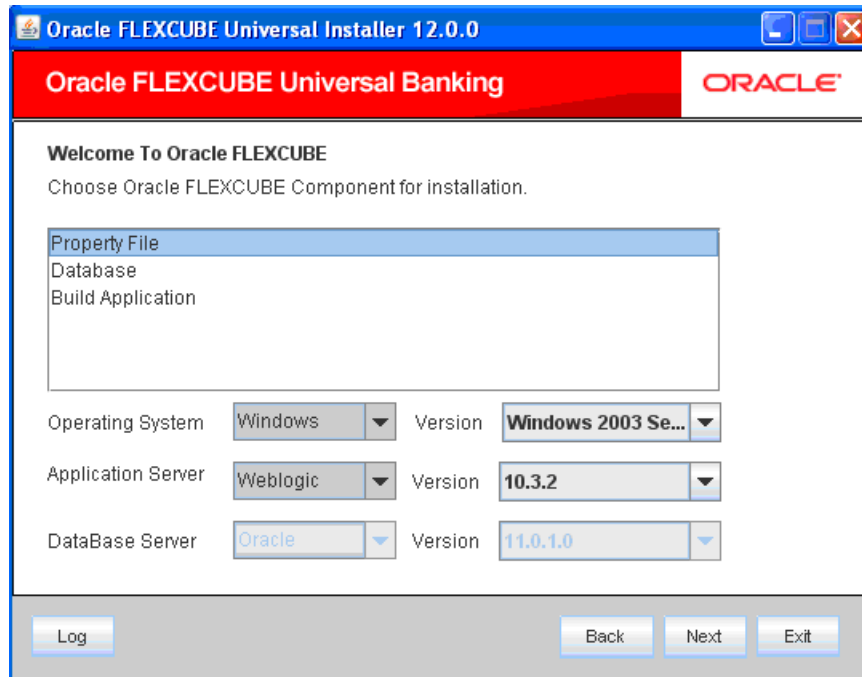 Oracle FLEXCUBE Universal Installer 12.0.0
Oracle FLEXCUBE Universal Banking
ORACLE
Welcome To Oracle FLEXCUBE
Choose Oracle FLEXCUBE Component for installation.
Property File
Database
Build Application
Operating System Windows Version Windows 2003 Se...
Application Server Weblogic Version 10.3.2
DataBase Server Oracle Version 11.0.1.0
Log Back Next Exit